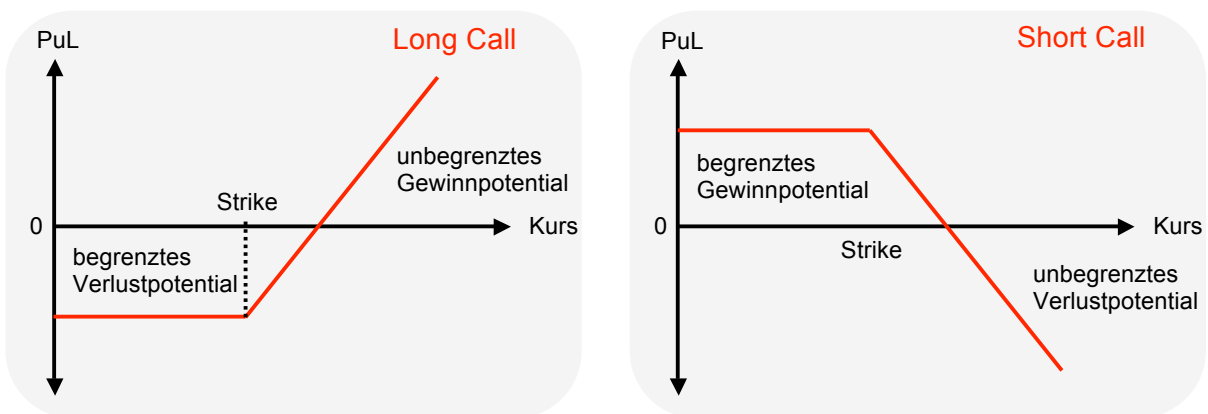 PuL
Long Call
unbegrenztes
Gewinnpotential
Strike
0
Kurs
begrenztes
Verlustpotential
PuL
Short Call
begrenztes
Gewinnpotential
0
Kurs
Strike
unbegrenztes
Verlustpotential